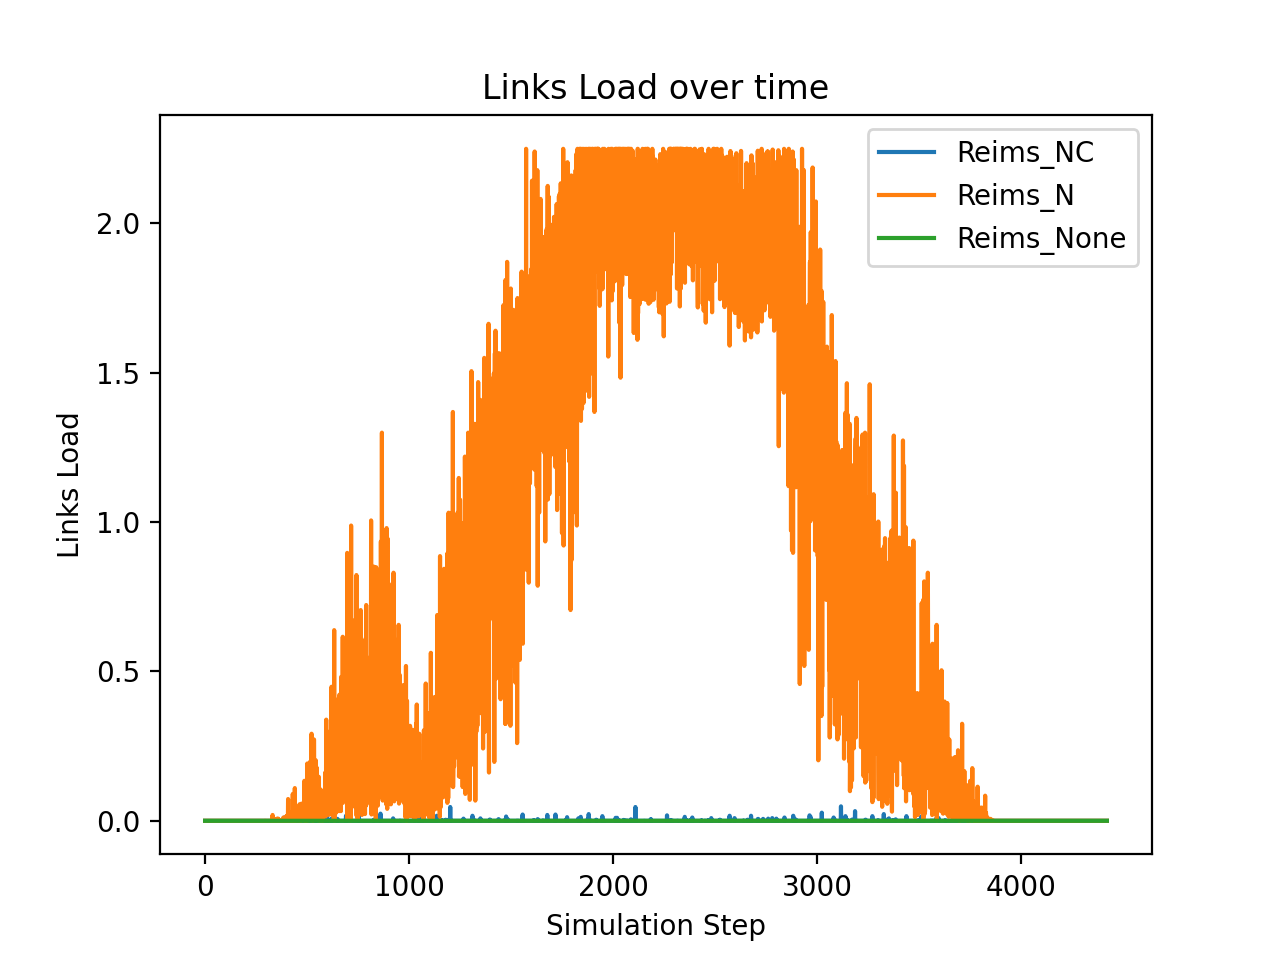 Links Load over time
Reims_NC
Reims_N
Reims_None
2.0
1.5
1.0
0.5
0.0
Links Load
0 1000 2000 3000 4000
Simulation Step